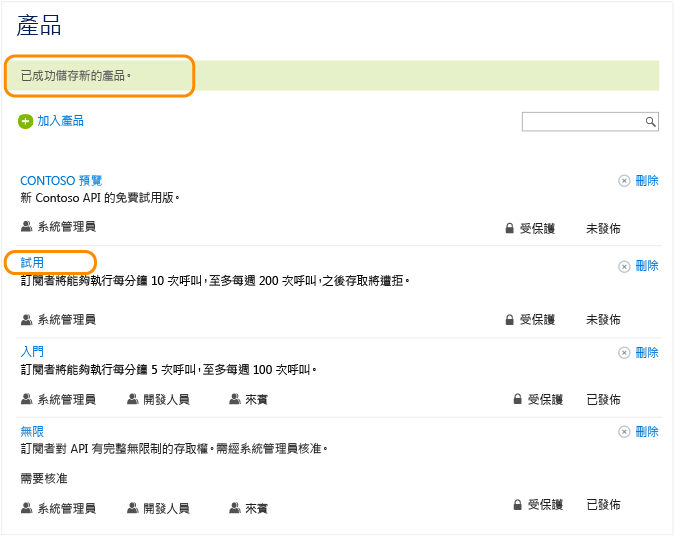 產品
已成功儲存新的產品。
加入產品
CONTOSO 預覽
刪除
新 Contoso API 的免費試用版。
系統管理員
受保護
未發佈
試用
刪除
訂閱者將能夠執行每分鐘 10 次呼叫，至多每週 200 次呼叫，之後存取將遭拒。
系統管理員
受保護
未發佈
入門
刪除
訂閱者將能夠執行每分鐘 5 次呼叫，至多每週 100 次呼叫。
系統管理員
開發人員
來賓
受保護
已發佈
無限
刪除
訂閱者對 API 有完整無限制的存取權。需經系統管理員核准。
需要核准
系統管理員
開發人員
來賓
受保護
已發佈